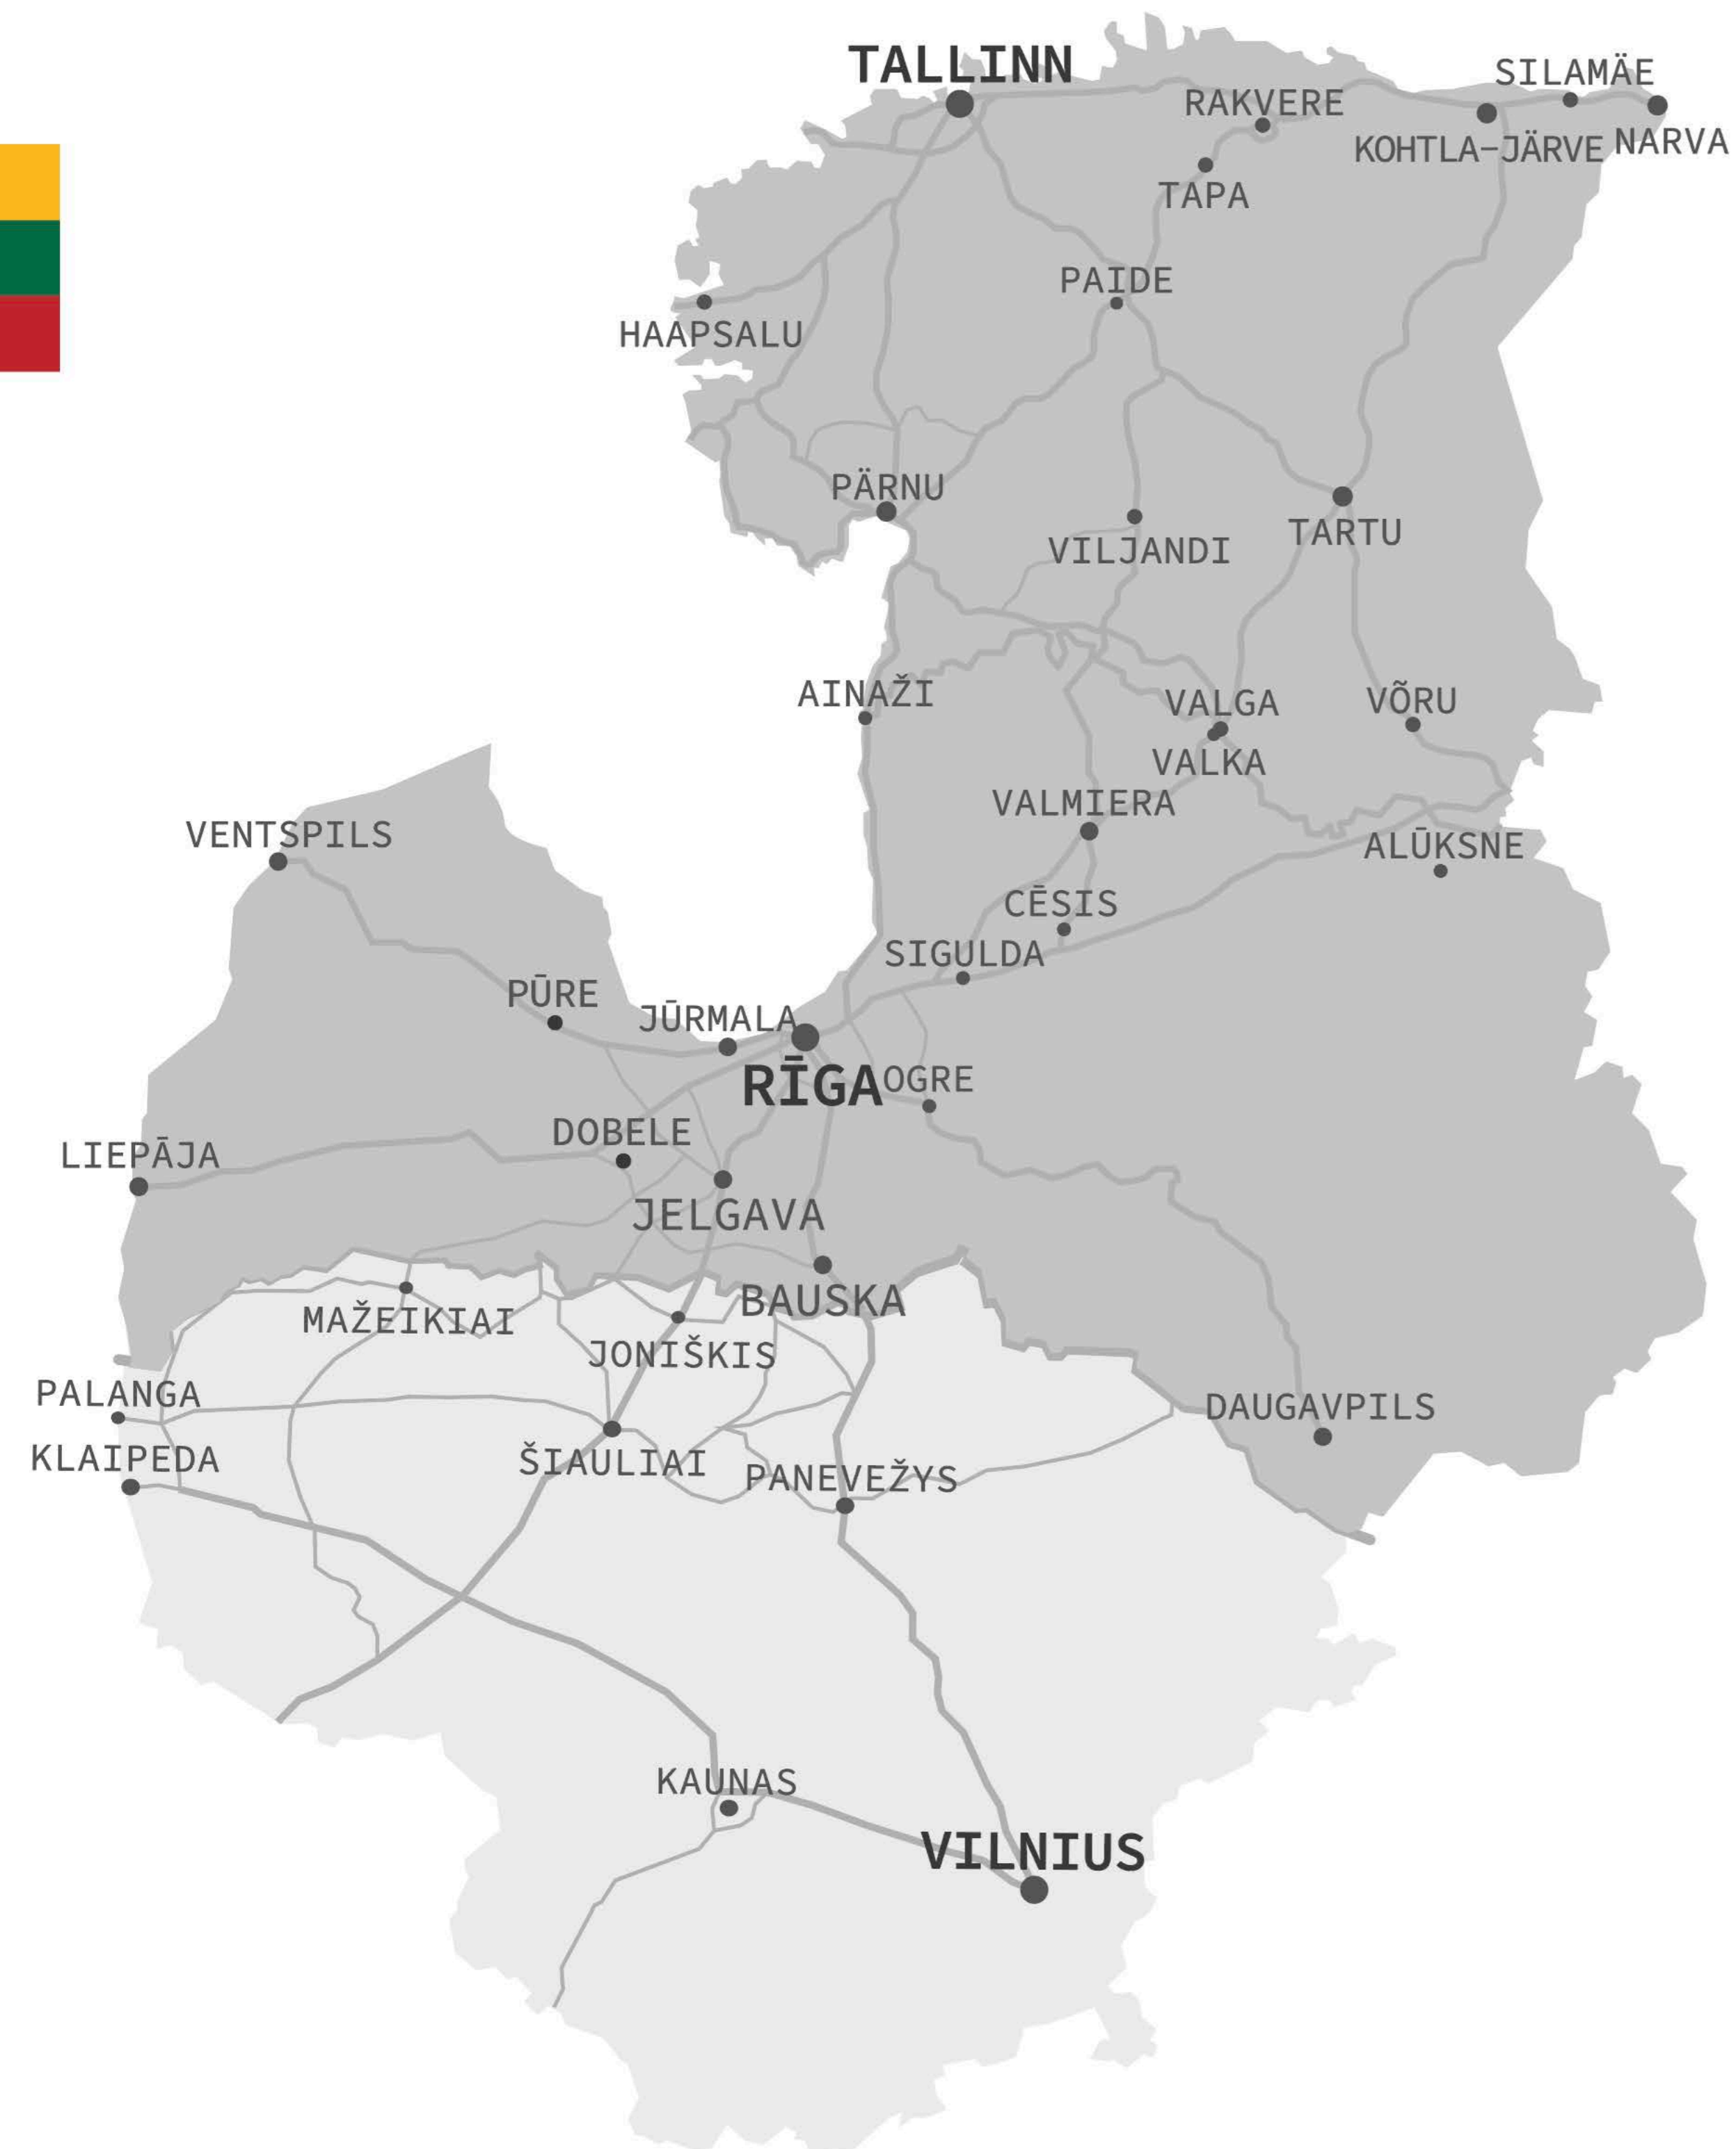 TALLINN
SILAMÄE
RAKVERE
KOHTLA-JÄRVE
NARVA
TAPA
PAIDE
HAAPSALU
PÄRNU
TARTU
VILJANDI
AINAŽI
VALGA
VÕRU
VALKA
VALMIERA
VENTSPILS
ALŪKSNE
CĒSIS
SIGULDA
PŪRE
JŪRMALA
RĪGA
OGRE
DOBELE
LIEPĀJA
JELGAVA
BAUSKA
MAŽEIKIAI
JONIŠKIS
PALANGA
DAUGAVPILS
KLAIPEDA
ŠIAULIAI
PANEVEŽYS
KAUNAS
VILNIUS